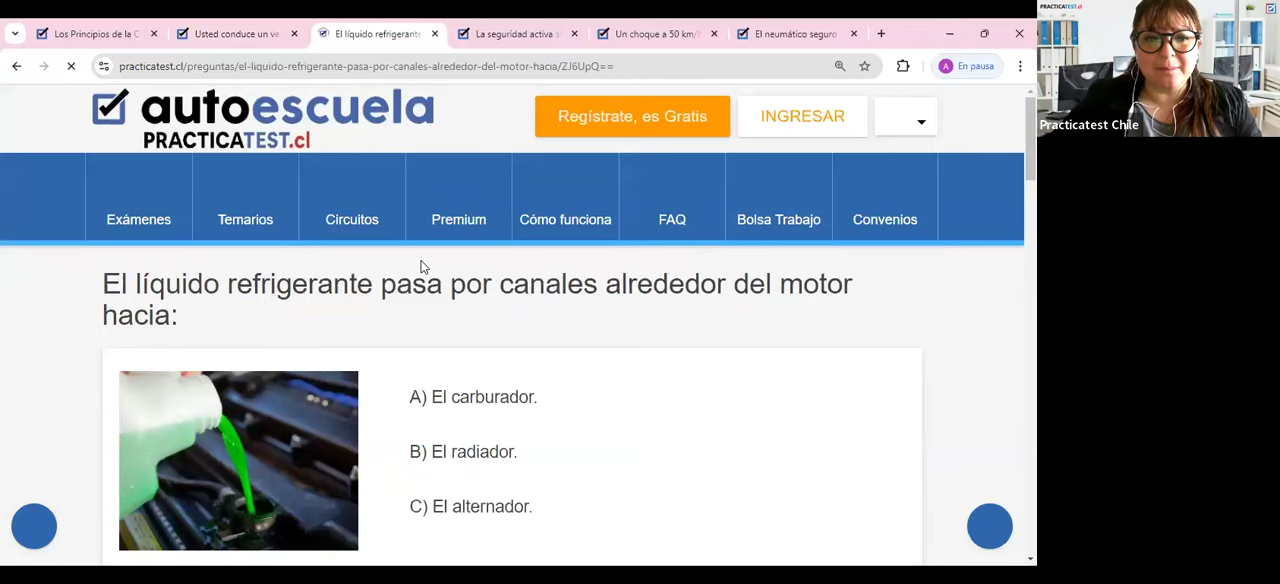 Los Principios de la C
Usted conduce un ve
El líquido refrigerante
La seguridad activa s
Un choque a 50 km/h
El neumático seguro
practicatest.cl/preguntas/el-liquido-refrigerante-pasa-por-canales-alrededor-del-motor-hacia/ZJ6UpQ==
A
En pausa
PRACTICATEST.cl
Practicatest Chile
autoescuela
PRACTICATEST.cl
Regístrate, es Gratis
INGRESAR
Exámenes
Temarios
Circuitos
Premium
Cómo funciona
FAQ
Bolsa Trabajo
Convenios
El líquido refrigerante pasa por canales alrededor del motor
hacia:
A) El carburador.
B) El radiador.
C) El alternador.